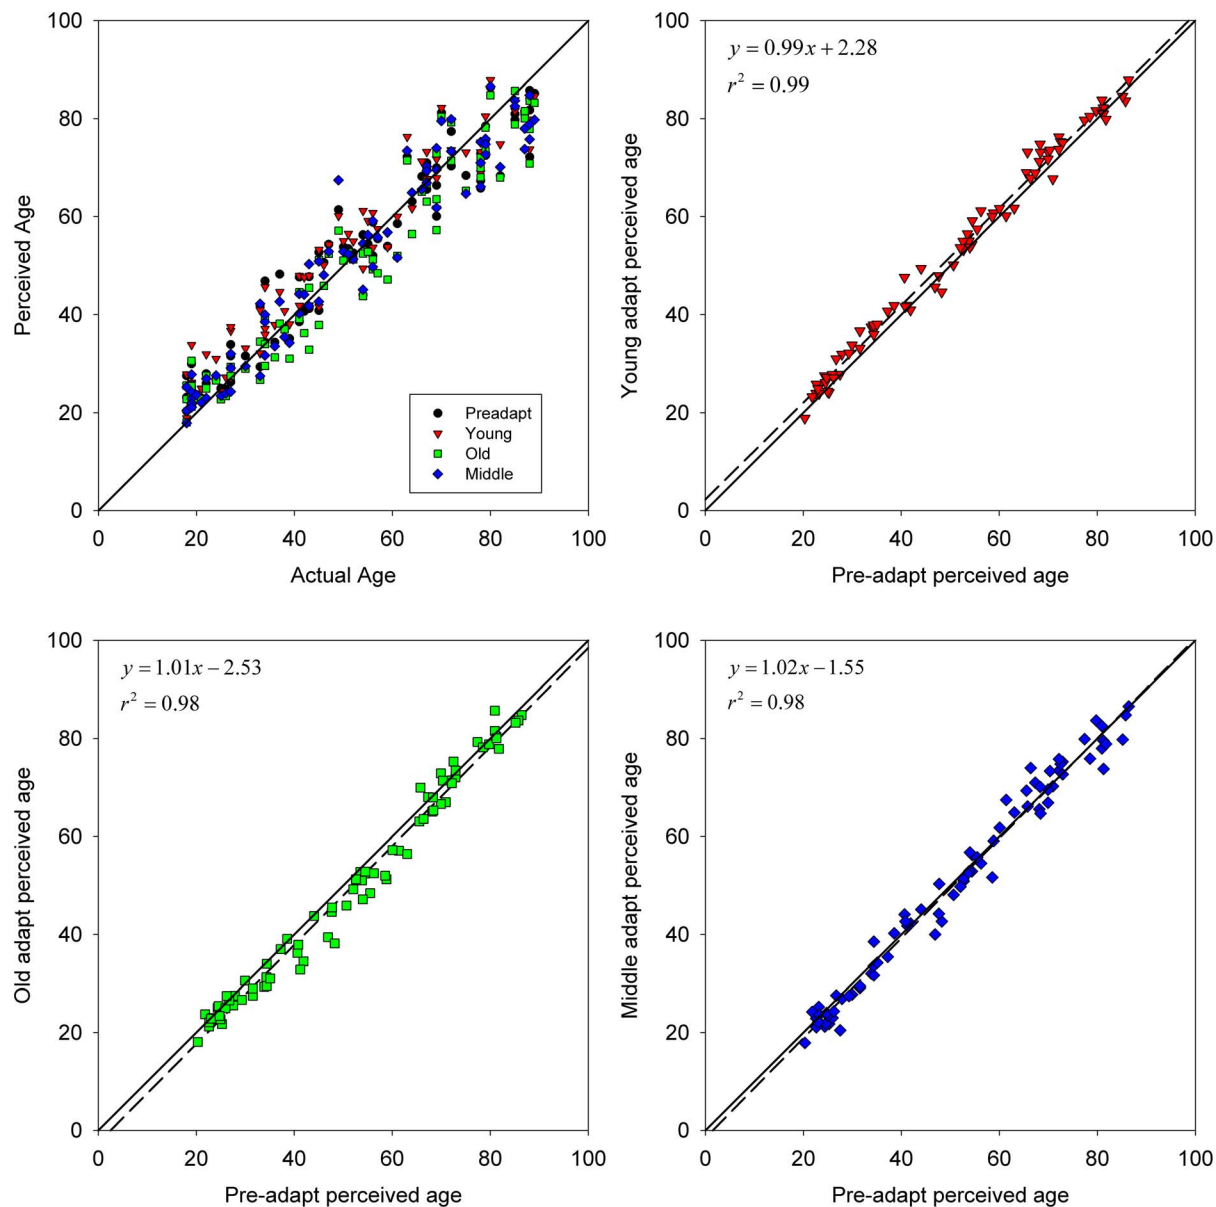 100
80
60
40
20
0
Perceived Age
0 20 40 60 80 100
Actual Age
Preadapt
Young
Old
Middle
y = 0.99x + 2.28
r² = 0.99
100
80
60
40
20
0
Young adapt perceived age
0 20 40 60 80 100
Pre-adapt perceived age
y = 1.01x − 2.53
r² = 0.98
100
80
60
40
20
0
Old adapt perceived age
0 20 40 60 80 100
Pre-adapt perceived age
y = 1.02x − 1.55
r² = 0.98
100
80
60
40
20
0
Middle adapt perceived age
0 20 40 60 80 100
Pre-adapt perceived age